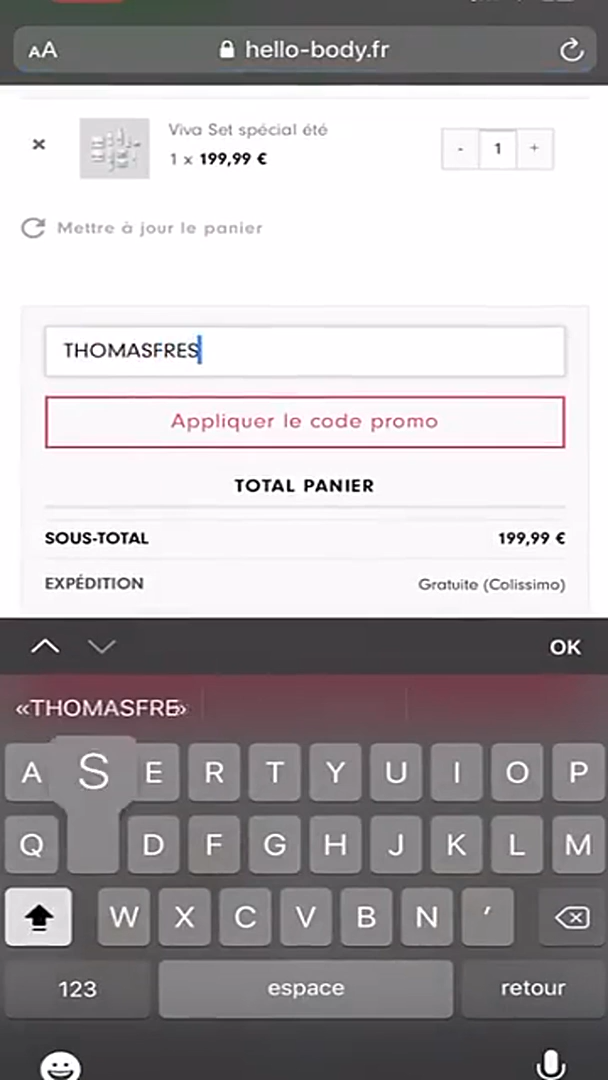 AA hello-body.fr
Viva Set spécial été
× 1 x 199,99 € - 1 +
Mettre à jour le panier
THOMASFRES
Appliquer le code promo
TOTAL PANIER
SOUS-TOTAL 199,99 €
EXPÉDITION Gratuite (Colissimo)
OK
«THOMASFRE»
A S E R T Y U I O P
Q D F G H J K L M
W X C V B N ’
123 espace retour